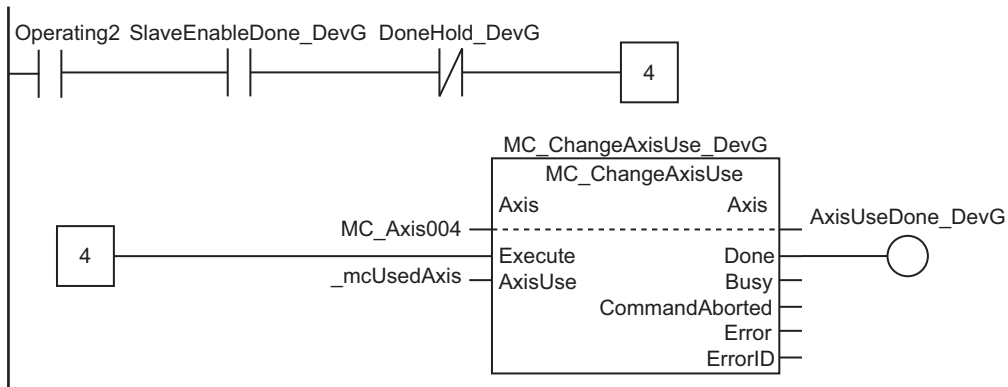 Operating2 SlaveEnableDone_DevG DoneHold_DevG
4
MC_ChangeAxisUse_DevG
MC_ChangeAxisUse
Axis Axis
MC_Axis004
AxisUseDone_DevG
4
Execute Done
_mcUsedAxis
AxisUse Busy
CommandAborted
Error
ErrorID